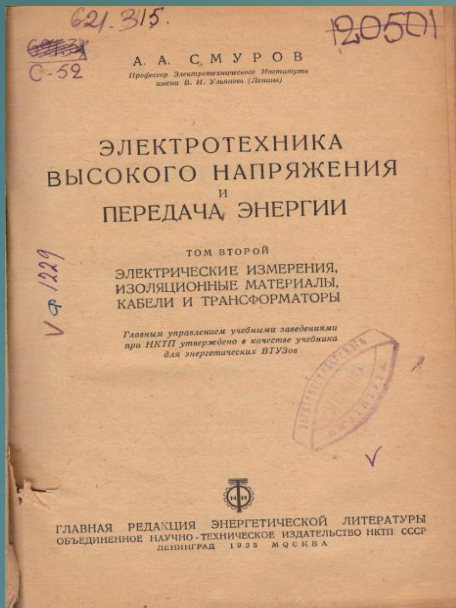 621.315.
12050
С-52
А. А. СМУРОВ
Профессор Электротехнического Института
имени В. И. Ульянова (Ленина)
ЭЛЕКТРОТЕХНИКА
ВЫСОКОГО НАПРЯЖЕНИЯ
И
ПЕРЕДАЧА ЭНЕРГИИ
ТОМ ВТОРОЙ
ЭЛЕКТРИЧЕСКИЕ ИЗМЕРЕНИЯ,
ИЗОЛЯЦИОННЫЕ МАТЕРИАЛЫ,
КАБЕЛИ И ТРАНСФОРМАТОРЫ
V ф 1229
Главным управлением учебными заведениями
при НКТП утверждено в качестве учебника
для энергетических ВТУЗов
ГЛАВНАЯ РЕДАКЦИЯ ЭНЕРГЕТИЧЕСКОЙ ЛИТЕРАТУРЫ
ОБЪЕДИНЕННОЕ НАУЧНО-ТЕХНИЧЕСКОЕ ИЗДАТЕЛЬСТВО НКТП СССР
ЛЕНИНГРАД 1935 МОСКВА